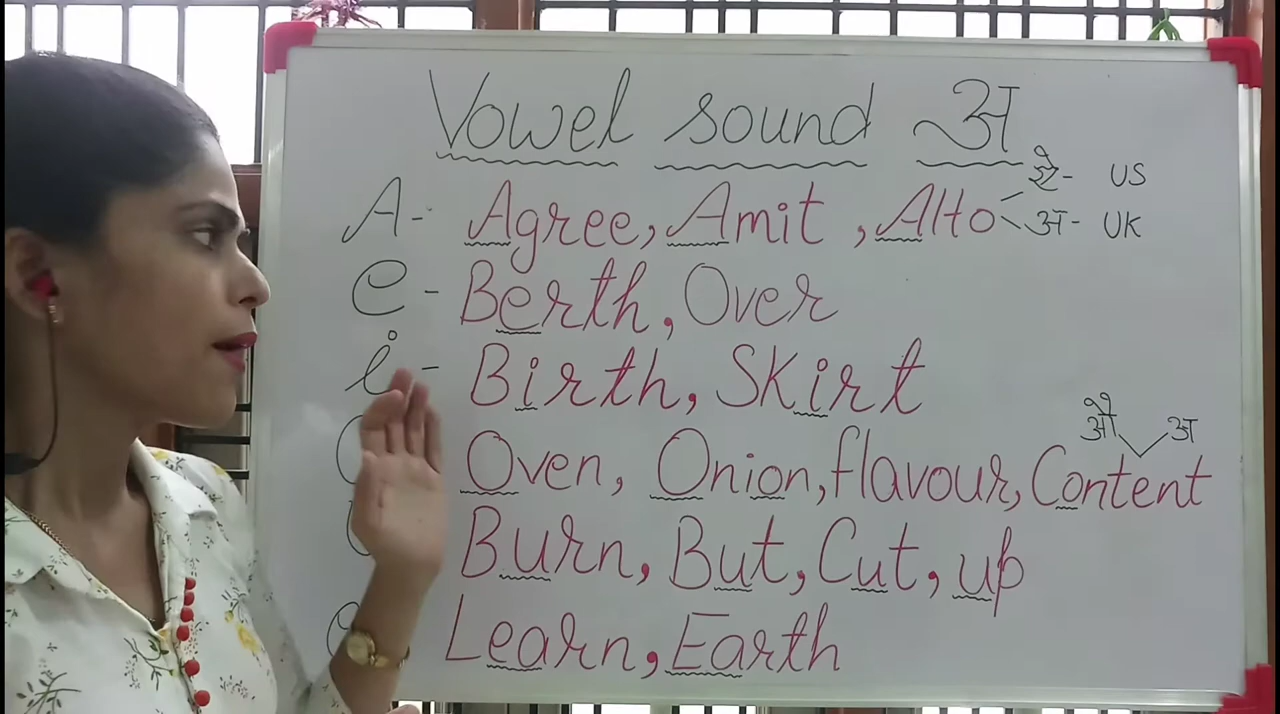 Vowel sound अ
A- Agree, Amit, Alto ऐ- US
अ- UK
e - Berth, Over
i - Birth, Skirt
औ अ
Oven, Onion, flavour, Content
Burn, But, Cut, up
Learn, Earth